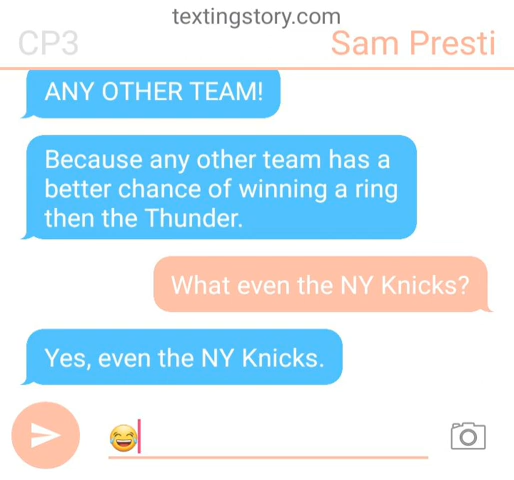 textingstory.com
CP3
Sam Presti
ANY OTHER TEAM!
Because any other team has a
better chance of winning a ring
then the Thunder.
What even the NY Knicks?
Yes, even the NY Knicks.
😂